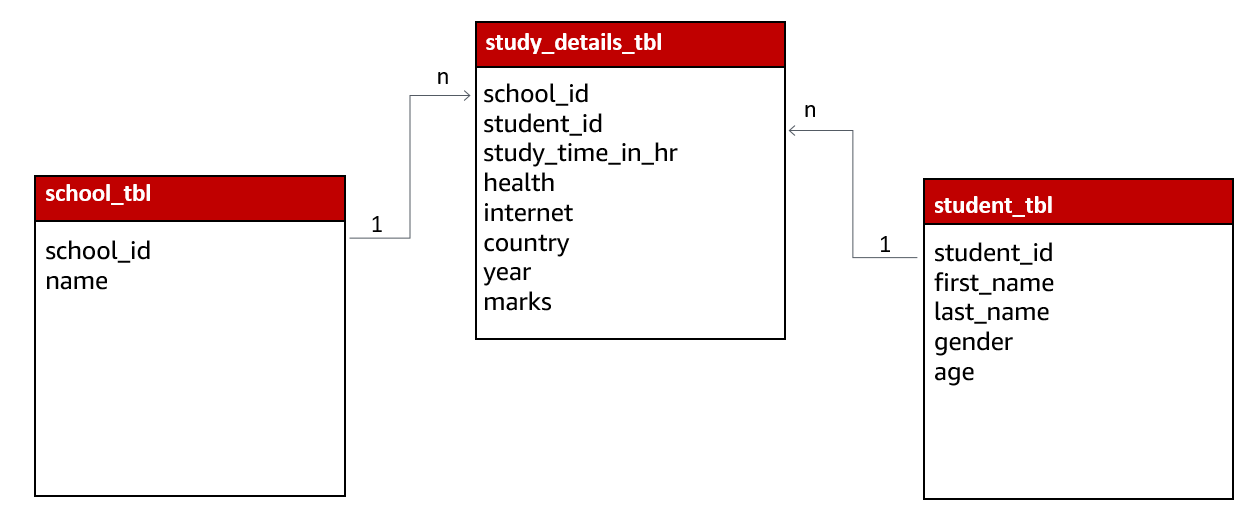 school_tbl
school_id
name
1
n
study_details_tbl
school_id
student_id
study_time_in_hr
health
internet
country
year
marks
n
1
student_tbl
student_id
first_name
last_name
gender
age